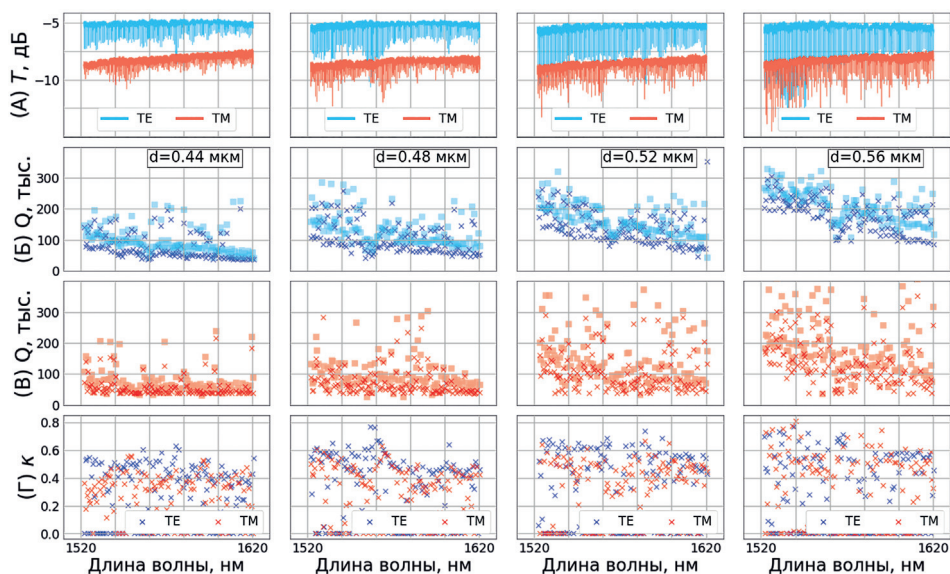 (А) T, дБ
−5
−10
TE TM
TE TM
TE TM
TE TM
(Б) Q, тыс.
300
200
100
0
d=0.44 мкм
d=0.48 мкм
d=0.52 мкм
d=0.56 мкм
(В) Q, тыс.
300
200
100
0
(Г) κ
0.8
0.6
0.4
0.2
0.0
TE TM
TE TM
TE TM
TE TM
1520 1620
1520 1620
1520 1620
1520 1620
Длина волны, нм
Длина волны, нм
Длина волны, нм
Длина волны, нм